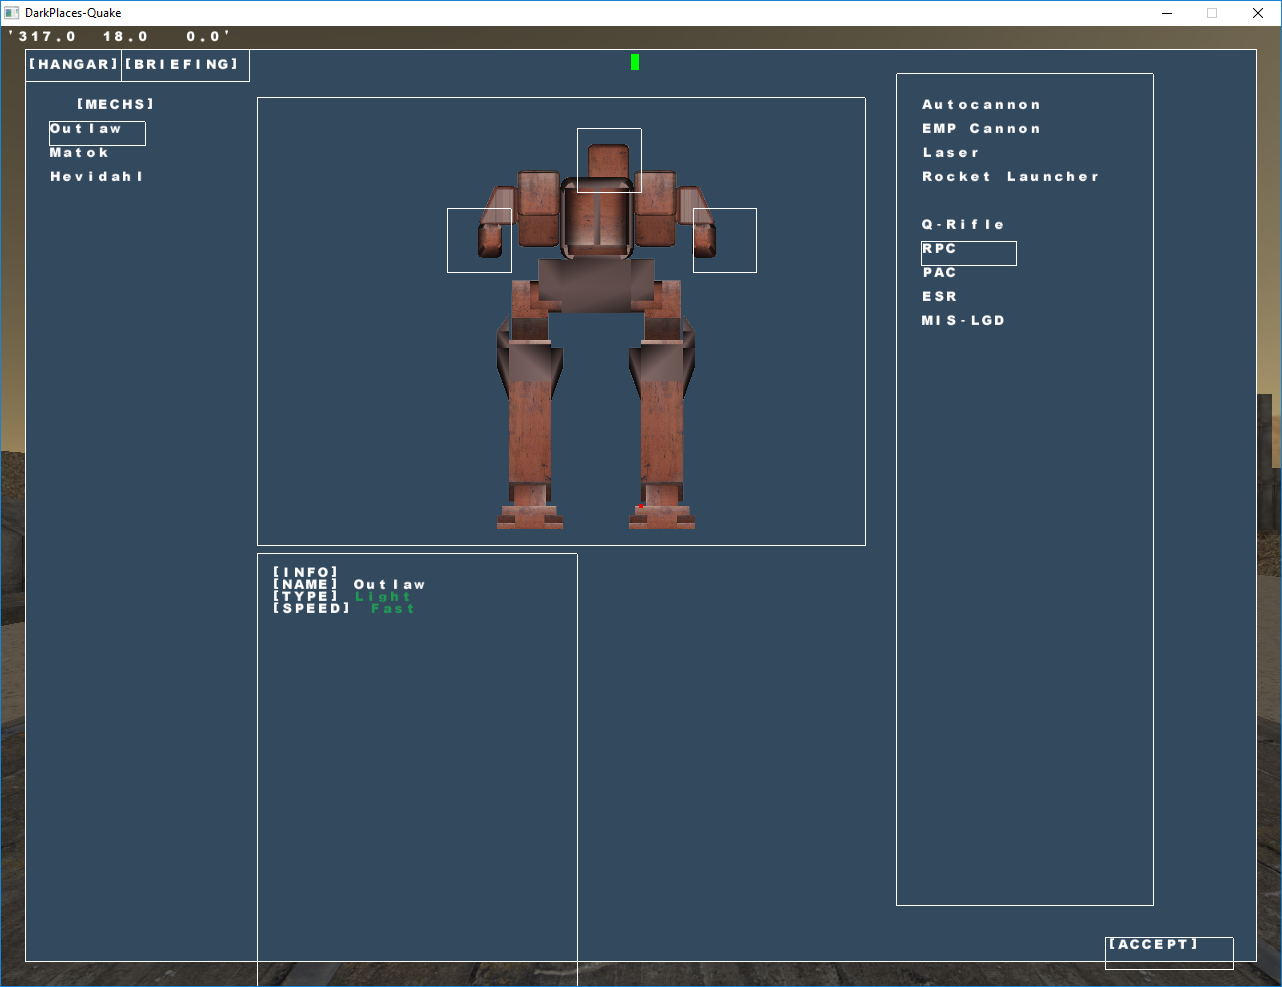 DarkPlaces-Quake
'317.0 18.0 0.0'
[HANGAR] [BRIEFING]
[MECHS]
Outlaw
Matok
Hevidahl
Autocannon
EMP Cannon
Laser
Rocket Launcher
Q-Rifle
RPC
PAC
ESR
MIS-LGD
[INFO]
[NAME] Outlaw
[TYPE] Light
[SPEED] Fast
[ACCEPT]